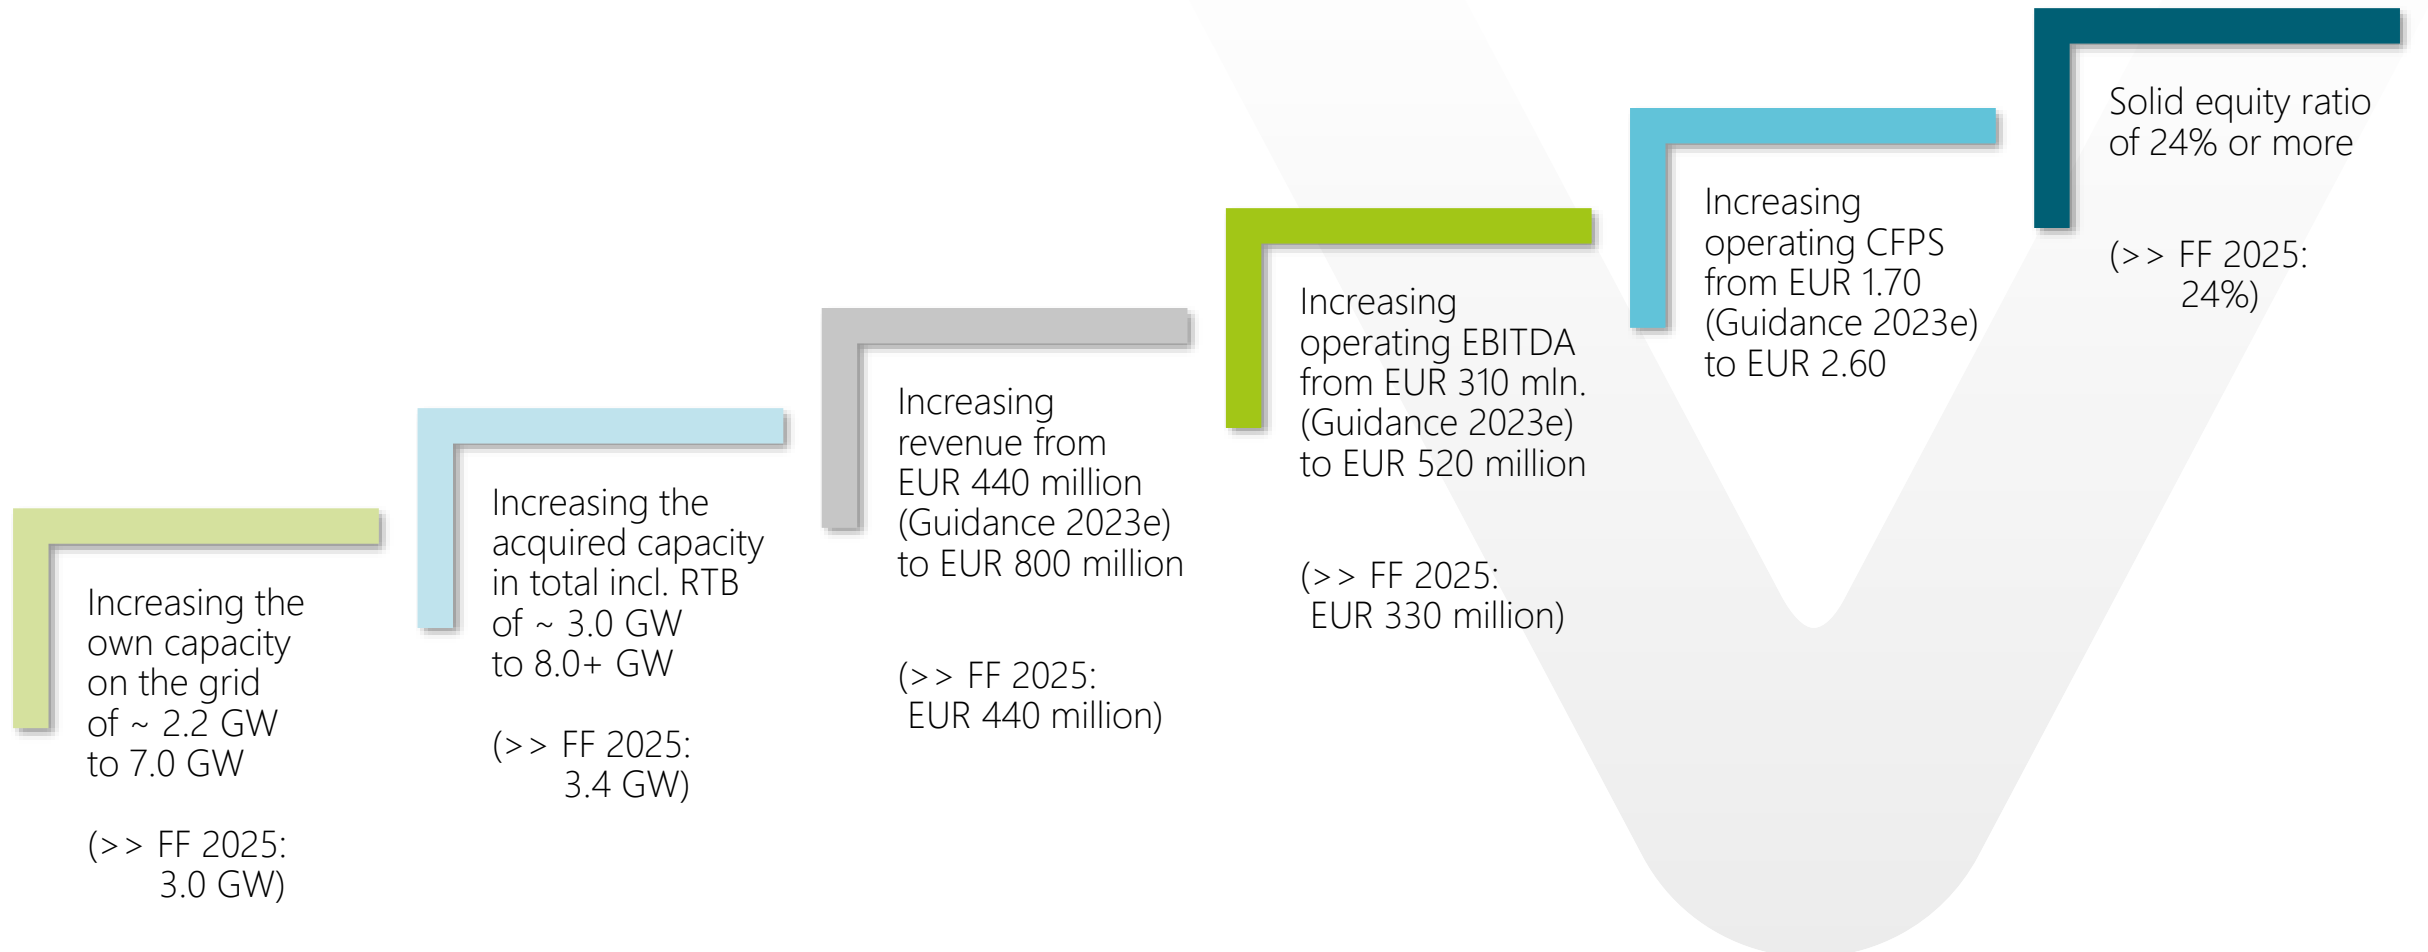 Increasing the
own capacity
on the grid
of ~ 2.2 GW
to 7.0 GW
(>> FF 2025:
3.0 GW)
Increasing the
acquired capacity
in total incl. RTB
of ~ 3.0 GW
to 8.0+ GW
(>> FF 2025:
3.4 GW)
Increasing
revenue from
EUR 440 million
(Guidance 2023e)
to EUR 800 million
(>> FF 2025:
EUR 440 million)
Increasing
operating EBITDA
from EUR 310 mln.
(Guidance 2023e)
to EUR 520 million
(>> FF 2025:
EUR 330 million)
Increasing
operating CFPS
from EUR 1.70
(Guidance 2023e)
to EUR 2.60
Solid equity ratio
of 24% or more
(>> FF 2025:
24%)